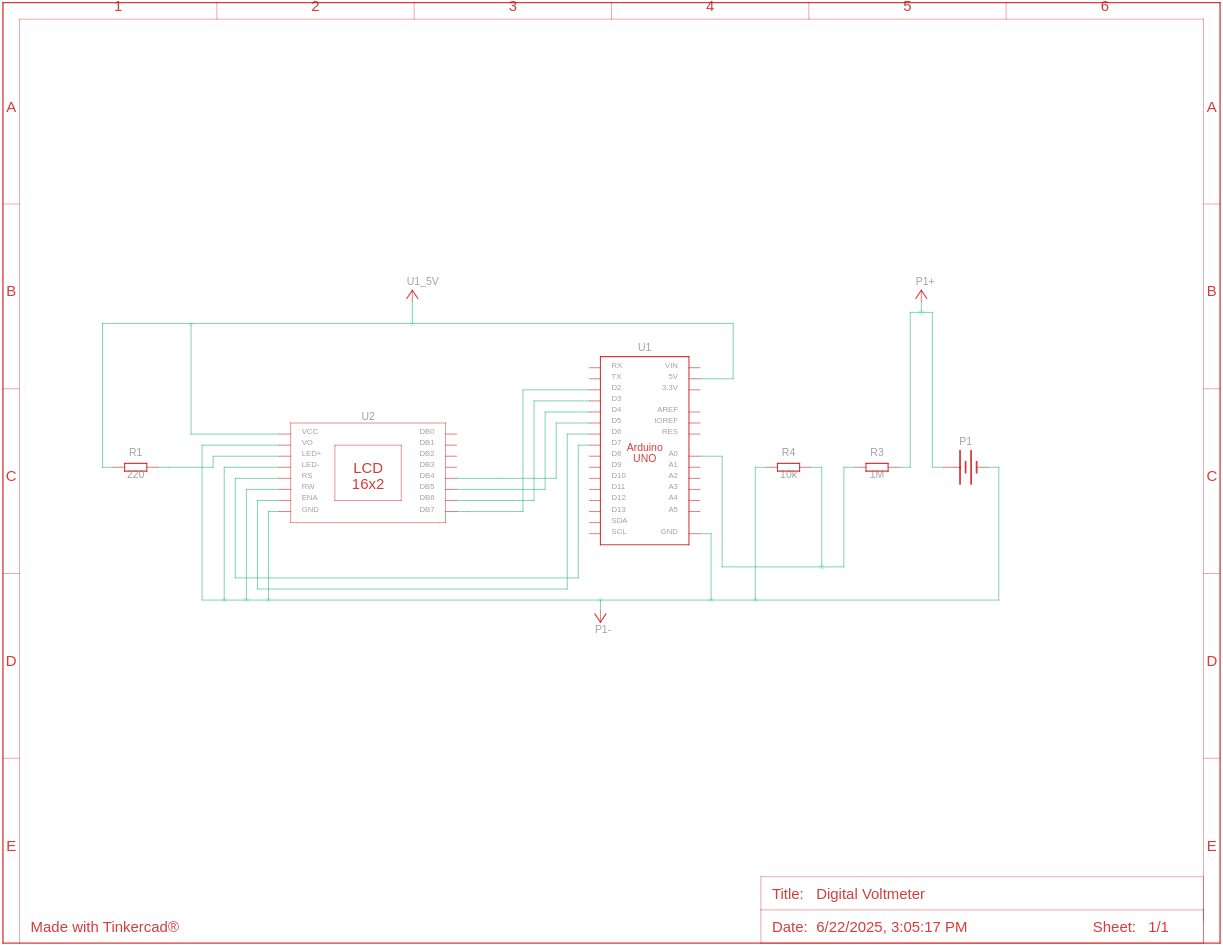 1 2 3 4 5 6
A A
U1_5V P1+
B B
U1
RX VIN
TX 5V
D2 3.3V
D3
D4 AREF
D5 IOREF
D6 RES
D7
D8 A0
D9 A1
D10 A2
D11 A3
D12 A4
D13 A5
SDA
SCL GND
Arduino
UNO
U2
VCC DB0
VO DB1
LED+ DB2
LED- DB3
RS DB4
RW DB5
ENA DB6
GND DB7
LCD
16x2
R1
220
R4
10k
R3
1M
P1
C C
P1-
D D
E E
Title: Digital Voltmeter
Made with Tinkercad®
Date: 6/22/2025, 3:05:17 PM Sheet: 1/1